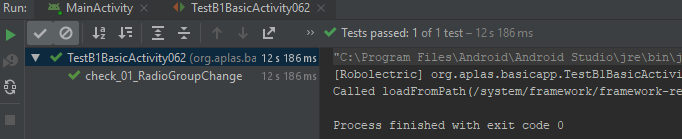 Run: MainActivity × TestB1BasicActivity062 ×
Tests passed: 1 of 1 test – 12 s 186 ms
TestB1BasicActivity062 (org.aplas.ba 12 s 186 ms
check_01_RadioGroupChange 12 s 186 ms
"C:\Program Files\Android\Android Studio\jre\bin\j
[Robolectric] org.aplas.basicapp.TestB1BasicActivi
Called loadFromPath(/system/framework/framework-re
Process finished with exit code 0